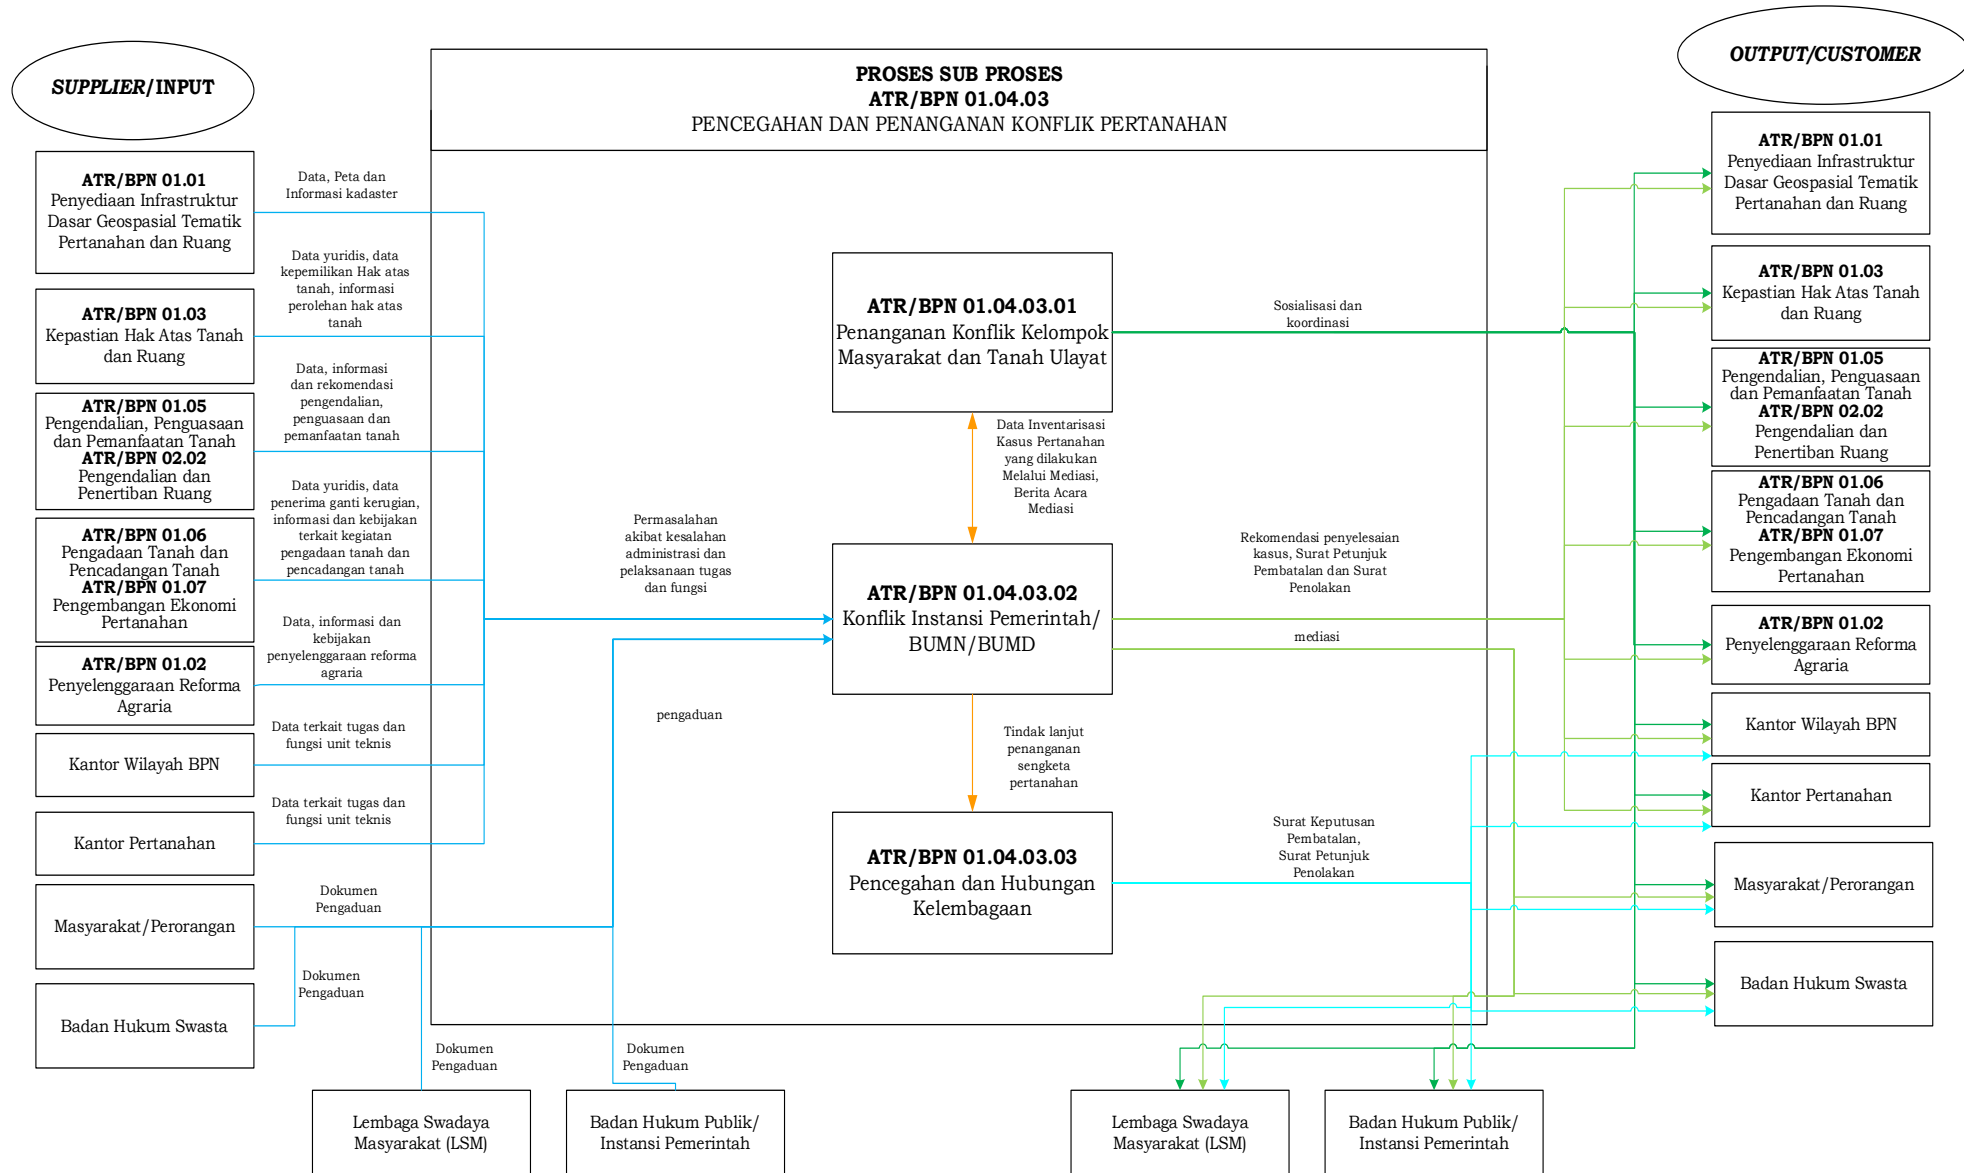 SUPPLIER/INPUT
PROSES SUB PROSES
ATR/BPN 01.04.03
PENCEGAHAN DAN PENANGANAN KONFLIK PERTANAHAN
OUTPUT/CUSTOMER
ATR/BPN 01.01
Penyediaan Infrastruktur
Dasar Geospasial Tematik
Pertanahan dan Ruang
ATR/BPN 01.03
Kepastian Hak Atas Tanah
dan Ruang
ATR/BPN 01.05
Pengendalian, Penguasaan
dan Pemanfaatan Tanah
ATR/BPN 02.02
Pengendalian dan
Penertiban Ruang
ATR/BPN 01.06
Pengadaan Tanah dan
Pencadangan Tanah
ATR/BPN 01.07
Pengembangan Ekonomi
Pertanahan
ATR/BPN 01.02
Penyelenggaraan Reforma
Agraria
Kantor Wilayah BPN
Kantor Pertanahan
Masyarakat/Perorangan
Badan Hukum Swasta
Data, Peta dan
Informasi kadaster
Data yuridis, data
kepemilikan Hak atas
tanah, informasi
perolehan hak atas
tanah
Data, informasi
dan rekomendasi
pengendalian,
penguasaan dan
pemanfaatan tanah
Data yuridis, data
penerima ganti kerugian,
informasi dan kebijakan
terkait kegiatan
pengadaan tanah dan
pencadangan tanah
Data, informasi dan
kebijakan
penyelenggaraan reforma
agraria
Data terkait tugas dan
fungsi unit teknis
Data terkait tugas dan
fungsi unit teknis
Dokumen
Pengaduan
Dokumen
Pengaduan
Dokumen
Pengaduan
Dokumen
Pengaduan
Lembaga Swadaya
Masyarakat (LSM)
Badan Hukum Publik/
Instansi Pemerintah
Permasalahan
akibat kesalahan
administrasi dan
pelaksanaan tugas
dan fungsi
pengaduan
ATR/BPN 01.04.03.01
Penanganan Konflik Kelompok
Masyarakat dan Tanah Ulayat
Data Inventarisasi
Kasus Pertanahan
yang dilakukan
Melalui Mediasi,
Berita Acara
Mediasi
ATR/BPN 01.04.03.02
Konflik Instansi Pemerintah/
BUMN/BUMD
Tindak lanjut
penanganan
sengketa
pertanahan
ATR/BPN 01.04.03.03
Pencegahan dan Hubungan
Kelembagaan
Sosialisasi dan
koordinasi
Rekomendasi penyelesaian
kasus, Surat Petunjuk
Pembatalan dan Surat
Penolakan
mediasi
Surat Keputusan
Pembatalan,
Surat Petunjuk
Penolakan
ATR/BPN 01.01
Penyediaan Infrastruktur
Dasar Geospasial Tematik
Pertanahan dan Ruang
ATR/BPN 01.03
Kepastian Hak Atas Tanah
dan Ruang
ATR/BPN 01.05
Pengendalian, Penguasaan
dan Pemanfaatan Tanah
ATR/BPN 02.02
Pengendalian dan
Penertiban Ruang
ATR/BPN 01.06
Pengadaan Tanah dan
Pencadangan Tanah
ATR/BPN 01.07
Pengembangan Ekonomi
Pertanahan
ATR/BPN 01.02
Penyelenggaraan Reforma
Agraria
Kantor Wilayah BPN
Kantor Pertanahan
Masyarakat/Perorangan
Badan Hukum Swasta
Lembaga Swadaya
Masyarakat (LSM)
Badan Hukum Publik/
Instansi Pemerintah